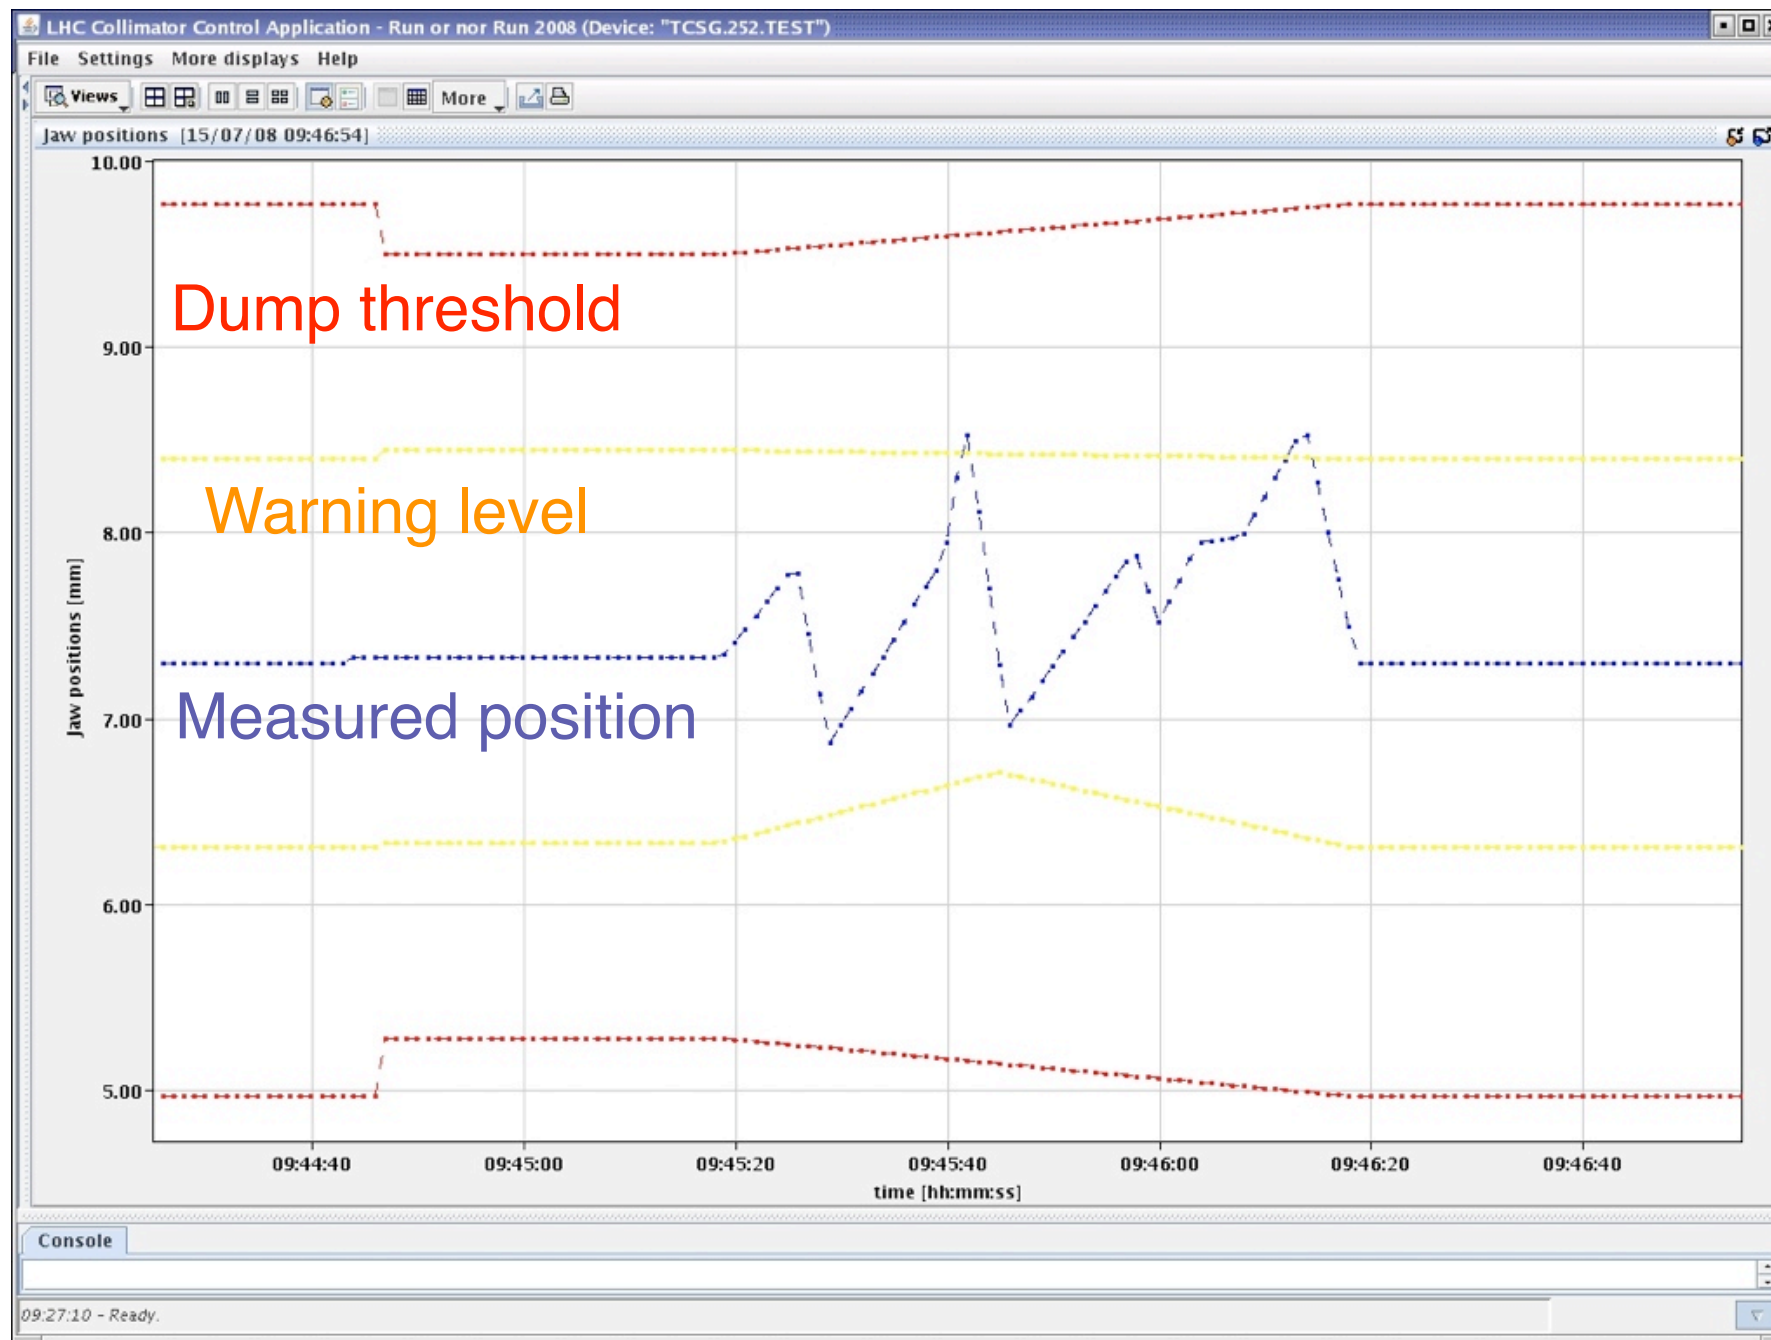 LHC Collimator Control Application - Run or nor Run 2008 (Device: "TCSG.252.TEST")
File Settings More displays Help
Views More
Jaw positions [15/07/08 09:46:54]
10.00
Dump threshold
9.00
Warning level
8.00
Jaw positions [mm]
Measured position
7.00
6.00
5.00
09:44:40 09:45:00 09:45:20 09:45:40 09:46:00 09:46:20 09:46:40
time [hh:mm:ss]
Console
09:27:10 - Ready.